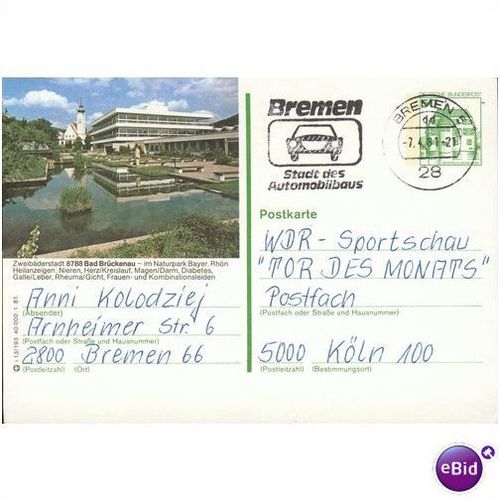 Bremen
Stadt des
Automobilbaus
BREMEN
-7.4.81-21
28
DEUTSCHE BUNDESPOST
Zweibäderstadt 8788 Bad Brückenau – im Naturpark Bayer. Rhön
Heilanzeigen: Nieren, Herz/Kreislauf, Magen/Darm, Diabetes,
Galle/Leber, Rheuma/Gicht, Frauen- und Kombinationsleiden
Anni Kolodziej
(Absender)
Arnheimer Str. 6
(Postfach oder Straße und Hausnummer)
2800 Bremen 66
(Postleitzahl) (Ort)
Postkarte
WDR - Sportschau
"TOR DES MONATS"
Postfach
(Postfach oder Straße und Hausnummer)
5000 Köln 100
(Postleitzahl) (Bestimmungsort)
eBid